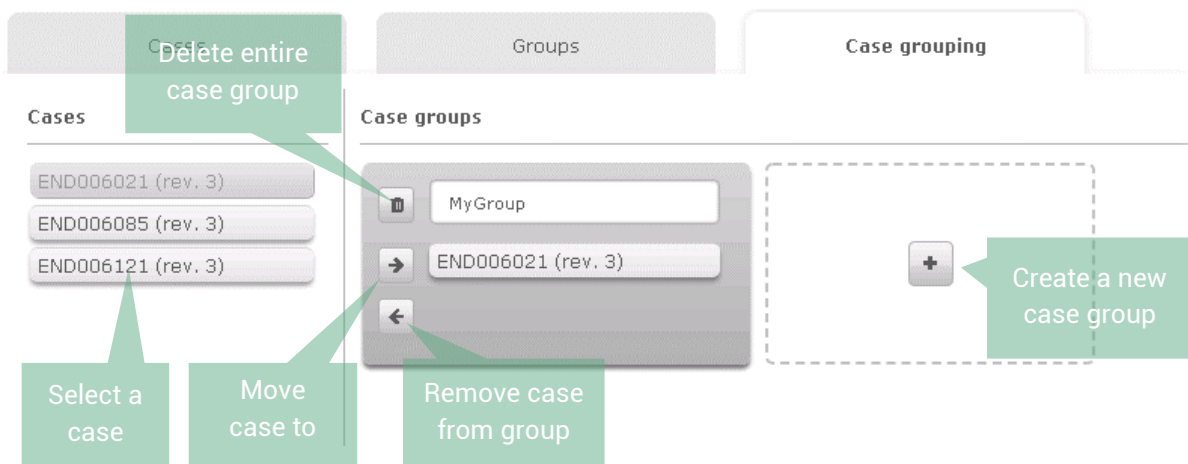 Cases
Groups
Case grouping
Delete entire
case group
Cases
Case groups
END006021 (rev. 3)
END006085 (rev. 3)
END006121 (rev. 3)
MyGroup
END006021 (rev. 3)
Create a new
case group
Select a
case
Move
case to
Remove case
from group